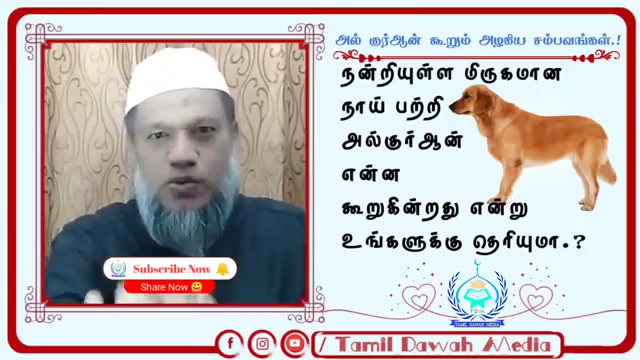 அல் குர்ஆன் கூறும் அழகிய சம்பவங்கள்.!
நன்றியுள்ள மிருகமான
நாய் பற்றி
அல்குர்ஆன்
என்ன
கூறுகின்றது என்று
உங்களுக்கு தெரியுமா.?
Subscribe Now
Share Now
T.D.M
TAMIL DAWAH MEDIA
/ Tamil Dawah Media